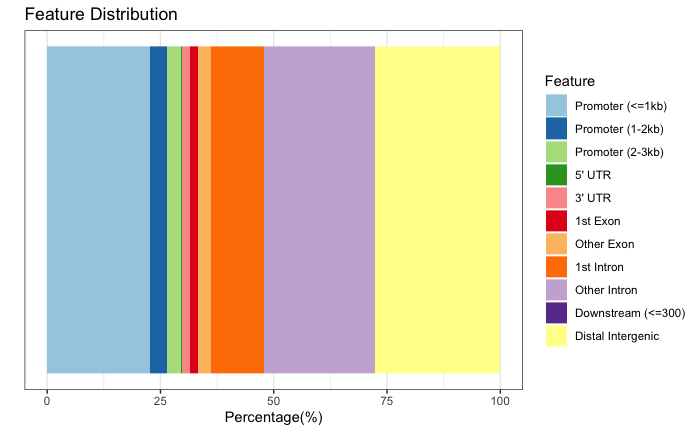 Feature Distribution
0
25
50
75
100
Percentage(%)
Feature
Promoter (<=1kb)
Promoter (1-2kb)
Promoter (2-3kb)
5' UTR
3' UTR
1st Exon
Other Exon
1st Intron
Other Intron
Downstream (<=300)
Distal Intergenic